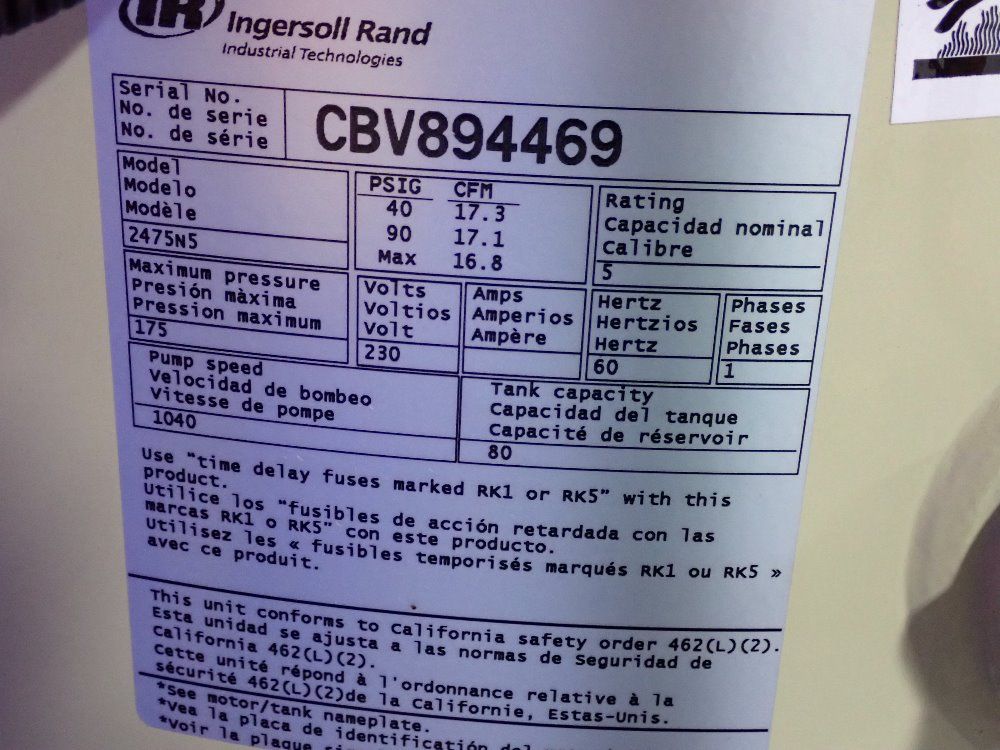 IR
Ingersoll Rand
Industrial Technologies
Serial No.
No. de serie
No. de série
CBV894469
Model
Modelo
Modèle
2475N5
PSIG CFM
40 17.3
90 17.1
Max 16.8
Rating
Capacidad nominal
Calibre
5
Maximum pressure
Presión màxima
Pression maximum
175
Volts
Voltios
Volt
230
Amps
Amperios
Ampère
Hertz
Hertzios
Hertz
60
Phases
Fases
Phases
1
Pump speed
Velocidad de bombeo
Vitesse de pompe
1040
Tank capacity
Capacidad del tanque
Capacité de réservoir
80
Use "time delay fuses marked RK1 or RK5" with this
product.
Utilice los "fusibles de acción retardada con las
marcas RK1 o RK5" con este producto.
Utilisez les « fusibles temporisés marqués RK1 ou RK5 »
avec ce produit.
This unit conforms to California safety order 462(L)(2).
Esta unidad se ajusta a las normas de Seguridad de
California 462(L)(2).
Cette unité répond à l'ordonnance relative à la
sécurité 462(L)(2)de la Californie, Estas-Unis.
*See motor/tank nameplate.
*Vea la placa de identificación del
*Voir la plaque